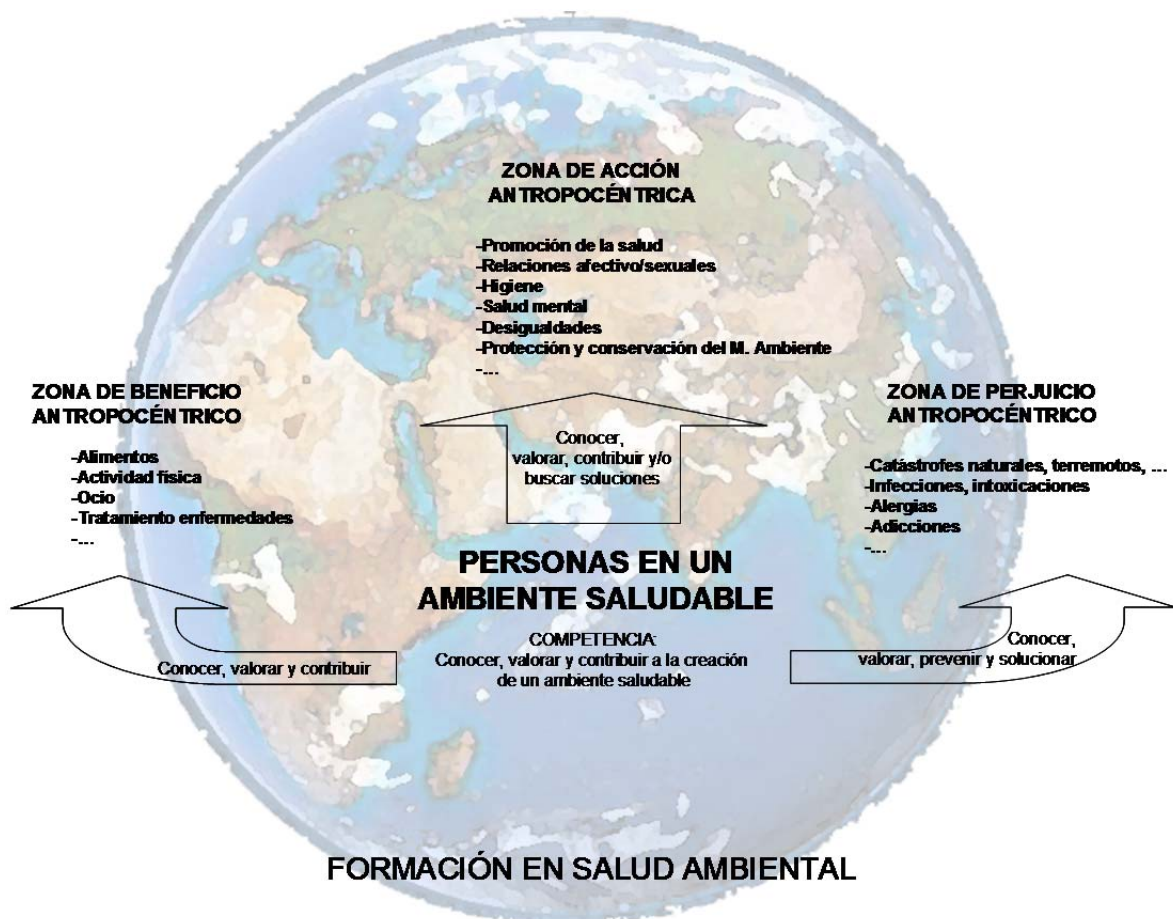 ZONA DE ACCIÓN
ANTROPOCÉNTRICA
-Promoción de la salud
-Relaciones afectivo/sexuales
-Higiene
-Salud mental
-Desigualdades
-Protección y conservación del M. Ambiente
-...
ZONA DE BENEFICIO
ANTROPOCÉNTRICO
-Alimentos
-Actividad física
-Ocio
-Tratamiento enfermedades
-...
ZONA DE PERJUICIO
ANTROPOCÉNTRICO
-Catástrofes naturales, terremotos, ...
-Infecciones, intoxicaciones
-Alergias
-Adicciones
-...
Conocer,
valorar, contribuir y/o
buscar soluciones
PERSONAS EN UN
AMBIENTE SALUDABLE
COMPETENCIA:
Conocer, valorar y contribuir a la creación
de un ambiente saludable
Conocer, valorar y contribuir
Conocer,
valorar, prevenir y solucionar
FORMACIÓN EN SALUD AMBIENTAL